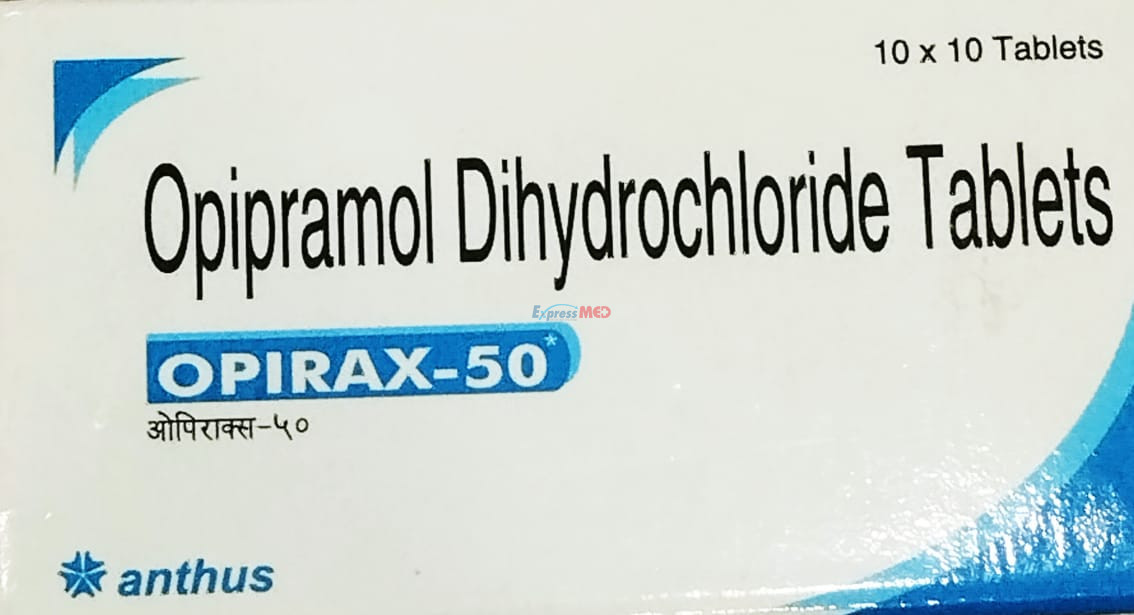 10 x 10 Tablets
Opipramol Dihydrochloride Tablets
ExpressMED
OPIRAX-50*
ओपिराक्स-५०
anthus